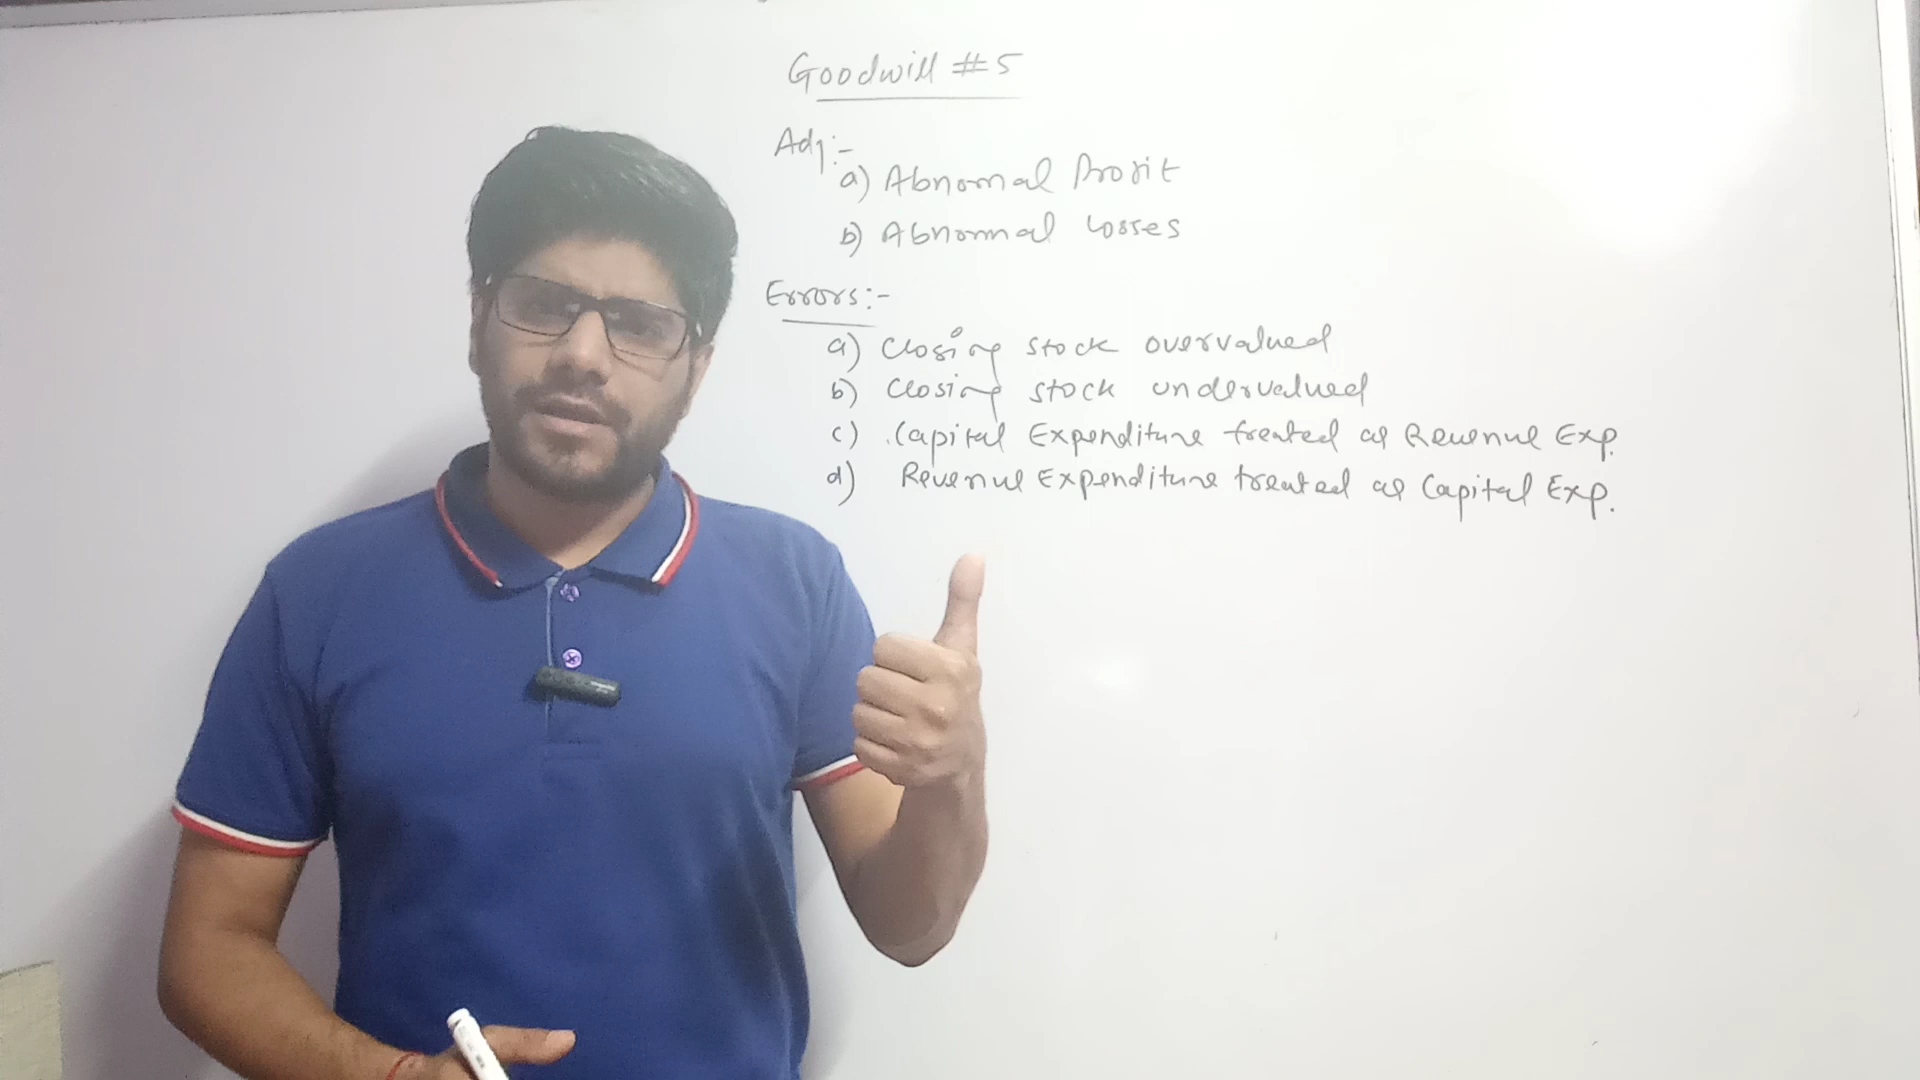 Goodwill #5
Adj:-
a) Abnormal Profit
b) Abnormal Losses
Errors:-
a) Closing stock overvalued
b) Closing stock undervalued
c) Capital Expenditure treated as Revenue Exp.
d) Revenue Expenditure treated as Capital Exp.